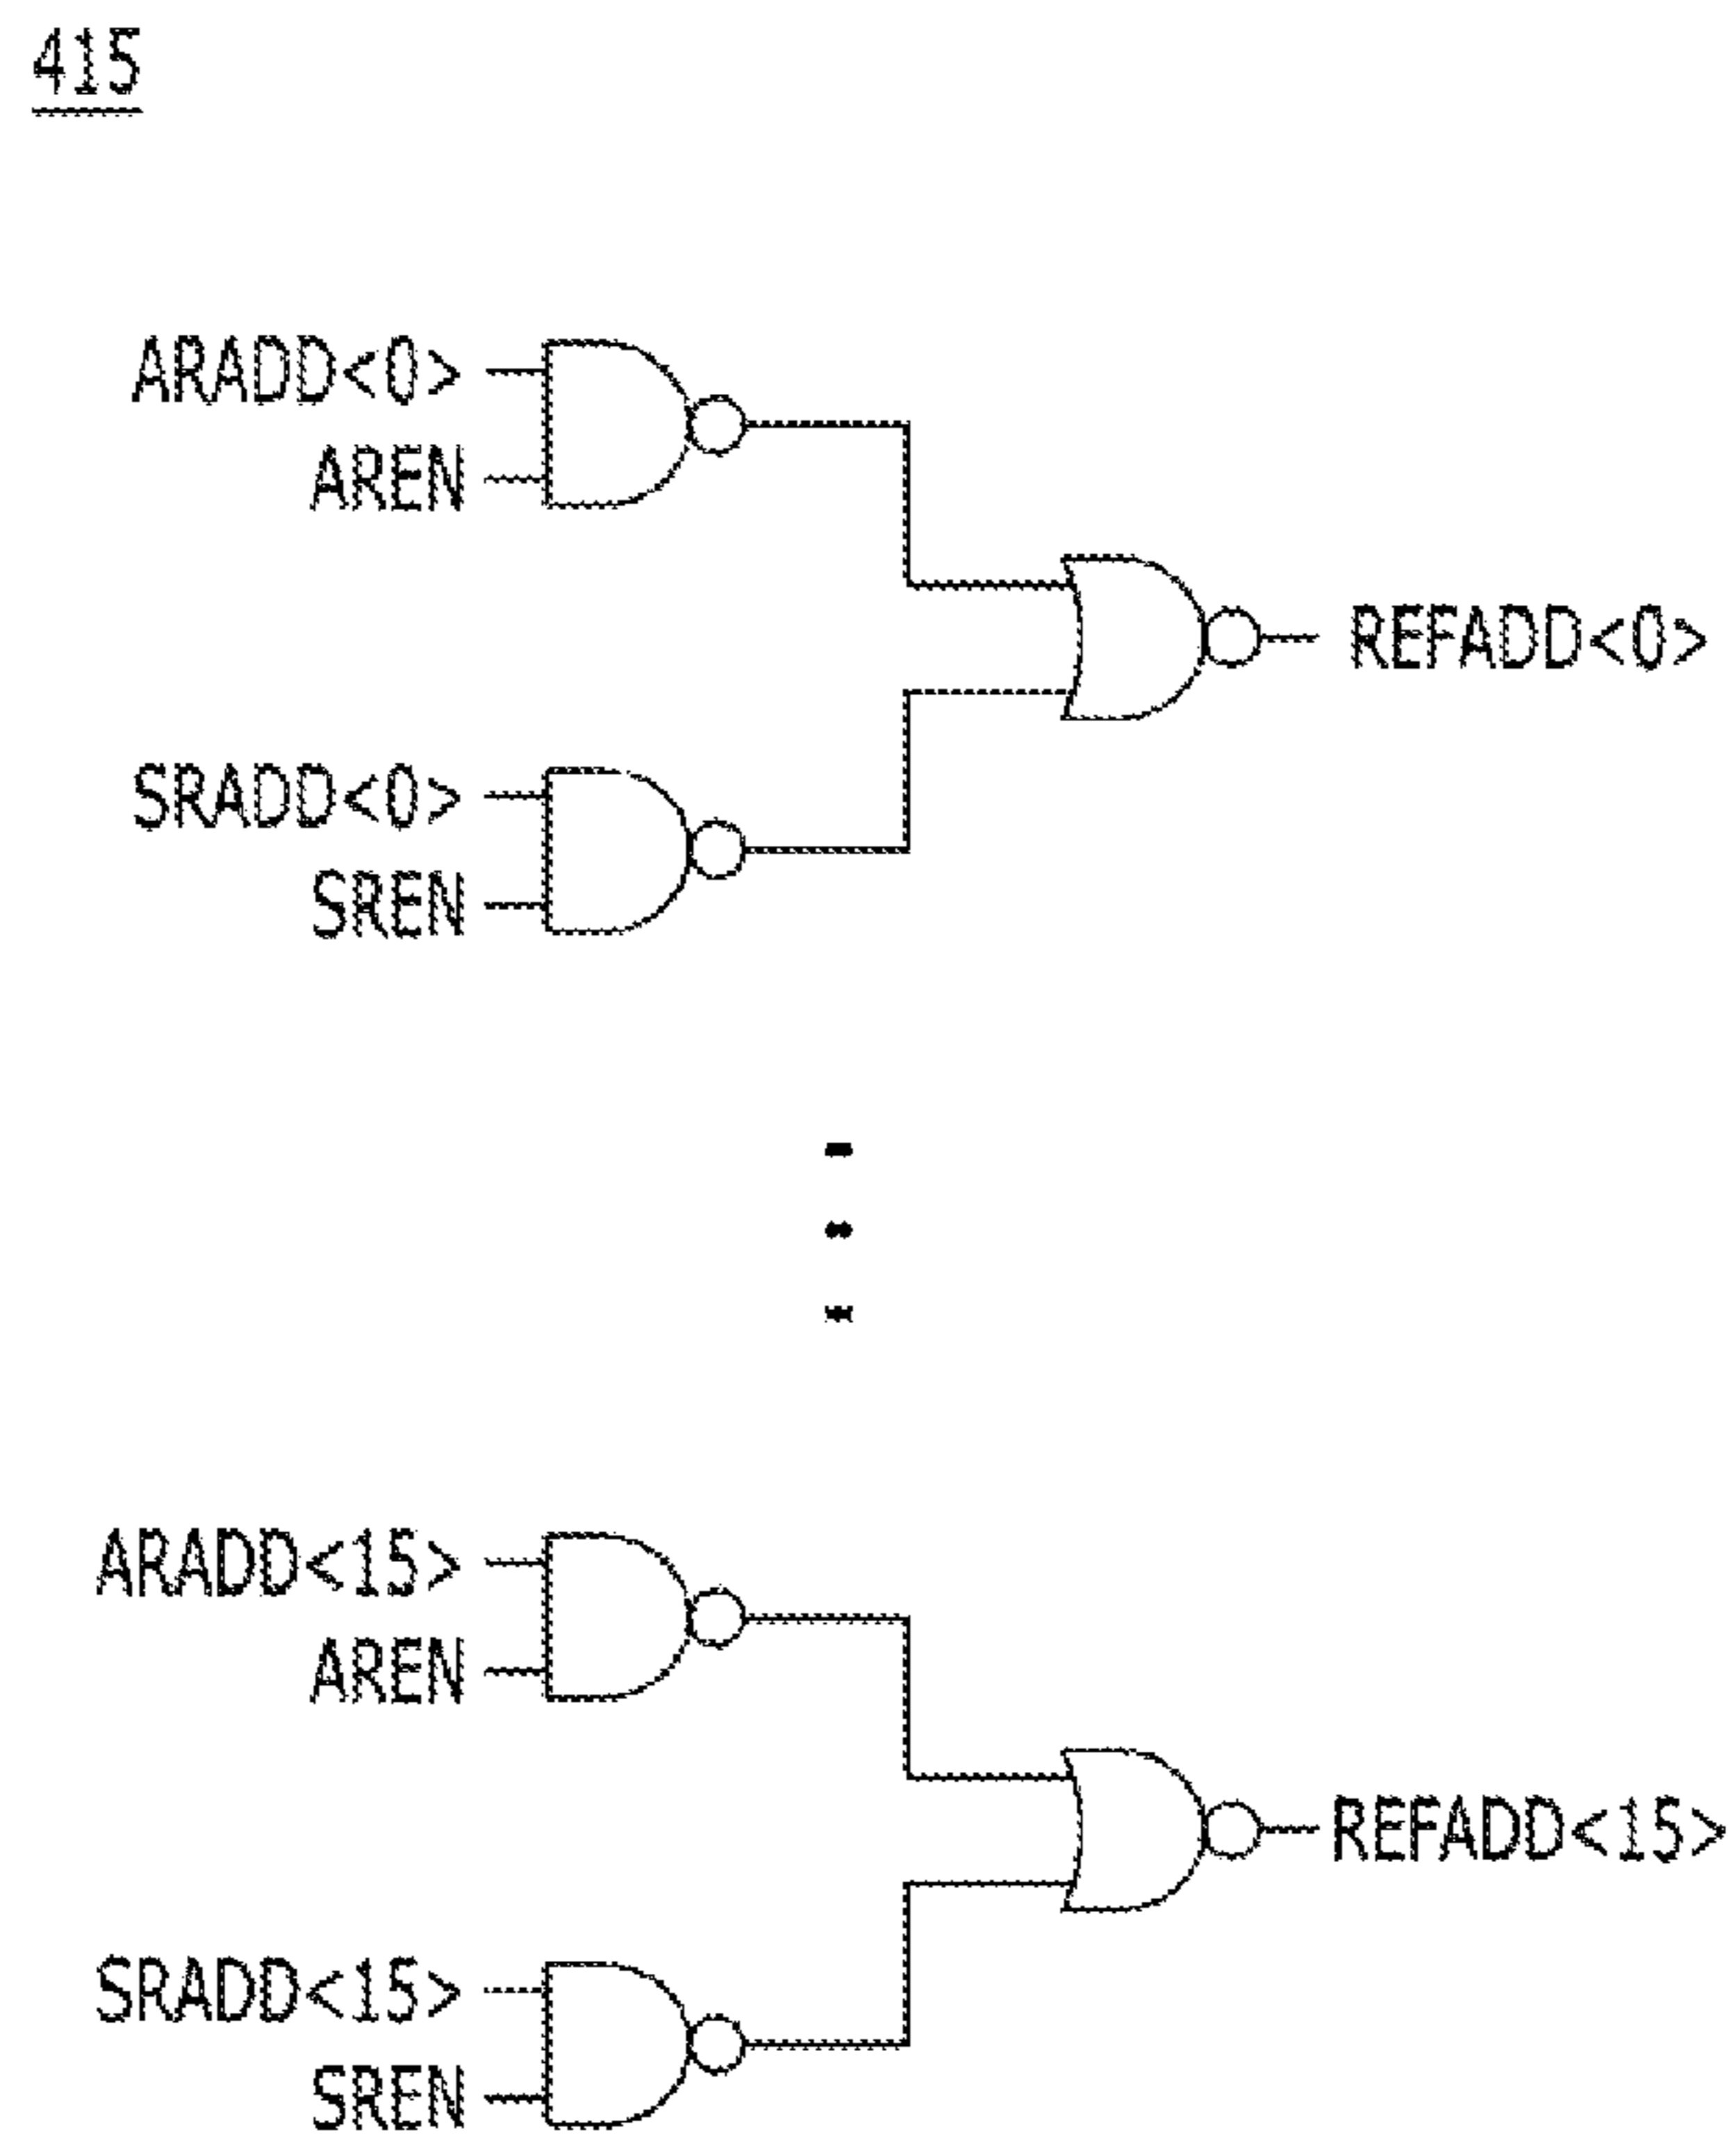 415
ARADD<0>
AREN
REFADD<0>
SRADD<0>
SREN
ARADD<15>
AREN
REFADD<15>
SRADD<15>
SREN